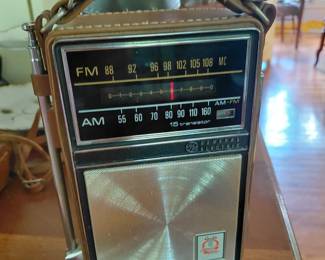 FM 88 92 96 98 102 106 108 MC
AM-FM
AM 55 60 70 80 90 110 160
15 transistor
GENERAL ELECTRIC